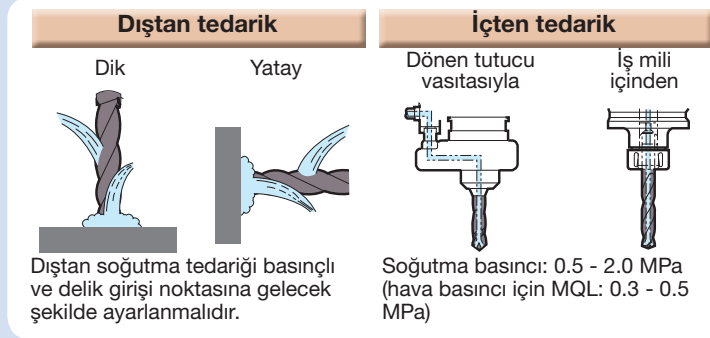 Dıştan tedarik
Dik
Yatay
Dıştan soğutma tedariği basınçlı
ve delik girişi noktasına gelecek
şekilde ayarlanmalıdır.
İçten tedarik
Dönen tutucu
vasıtasıyla
İş mili
içinden
Soğutma basıncı: 0.5 - 2.0 MPa
(hava basıncı için MQL: 0.3 - 0.5
MPa)